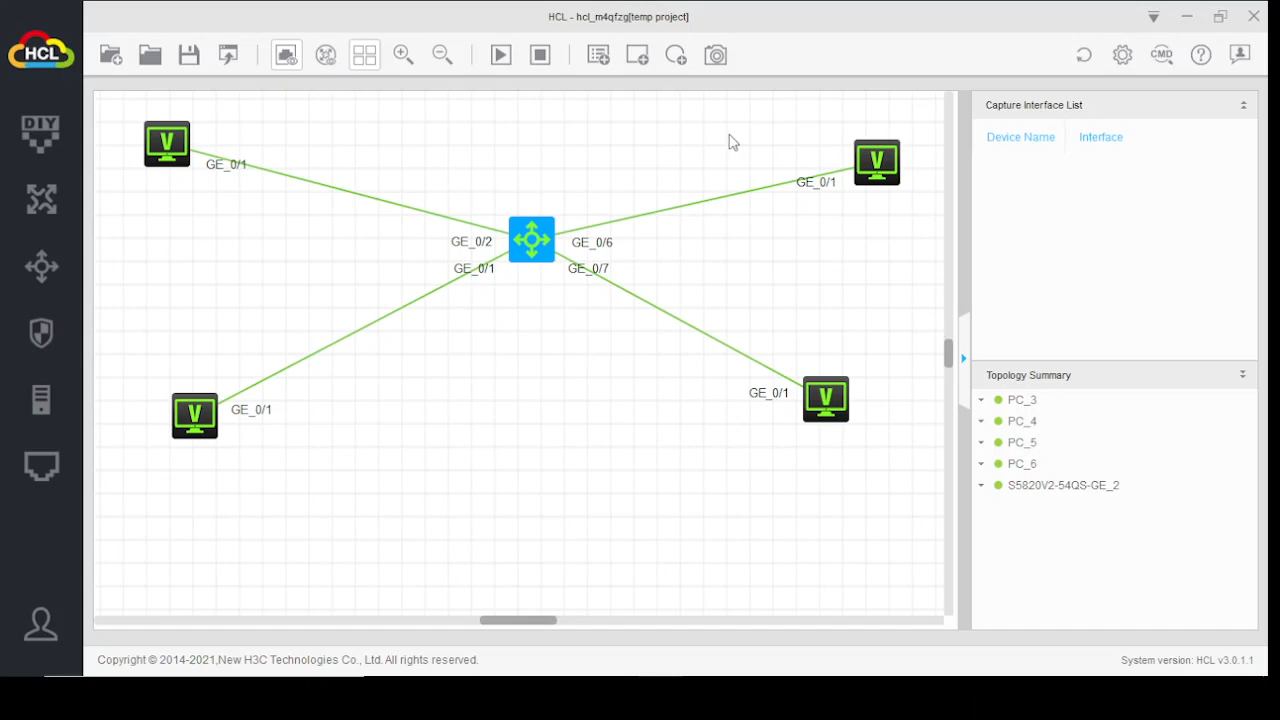 HCL - hcl_m4qfzg[temp project]
HCL
CMD
DIY
V
GE_0/1
V
GE_0/1
GE_0/2
GE_0/6
GE_0/1
GE_0/7
V
GE_0/1
V
GE_0/1
Capture Interface List
Device Name
Interface
Topology Summary
PC_3
PC_4
PC_5
PC_6
S5820V2-54QS-GE_2
Copyright © 2014-2021,New H3C Technologies Co., Ltd. All rights reserved.
System version: HCL v3.0.1.1